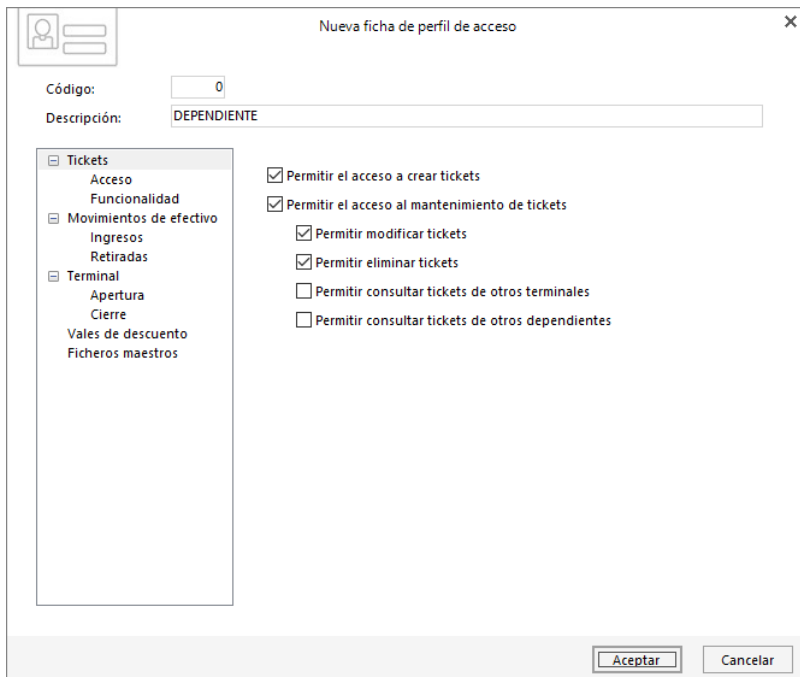 Nueva ficha de perfil de acceso
Código: 0
Descripción: DEPENDIENTE
Tickets
Acceso
Funcionalidad
Movimientos de efectivo
Ingresos
Retiradas
Terminal
Apertura
Cierre
Vales de descuento
Ficheros maestros
Permitir el acceso a crear tickets
Permitir el acceso al mantenimiento de tickets
Permitir modificar tickets
Permitir eliminar tickets
Permitir consultar tickets de otros terminales
Permitir consultar tickets de otros dependientes
Aceptar Cancelar